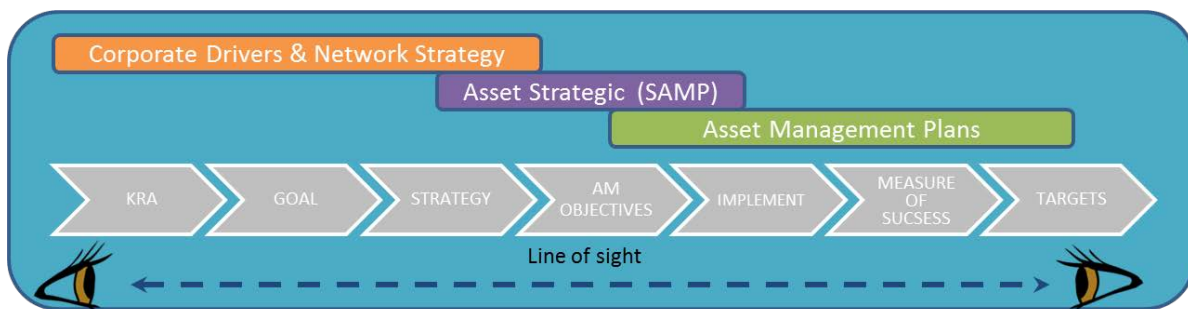 Corporate Drivers & Network Strategy
Asset Strategic (SAMP)
Asset Management Plans
KRA
GOAL
STRATEGY
AM
OBJECTIVES
IMPLEMENT
MEASURE
OF
SUCSESS
TARGETS
Line of sight